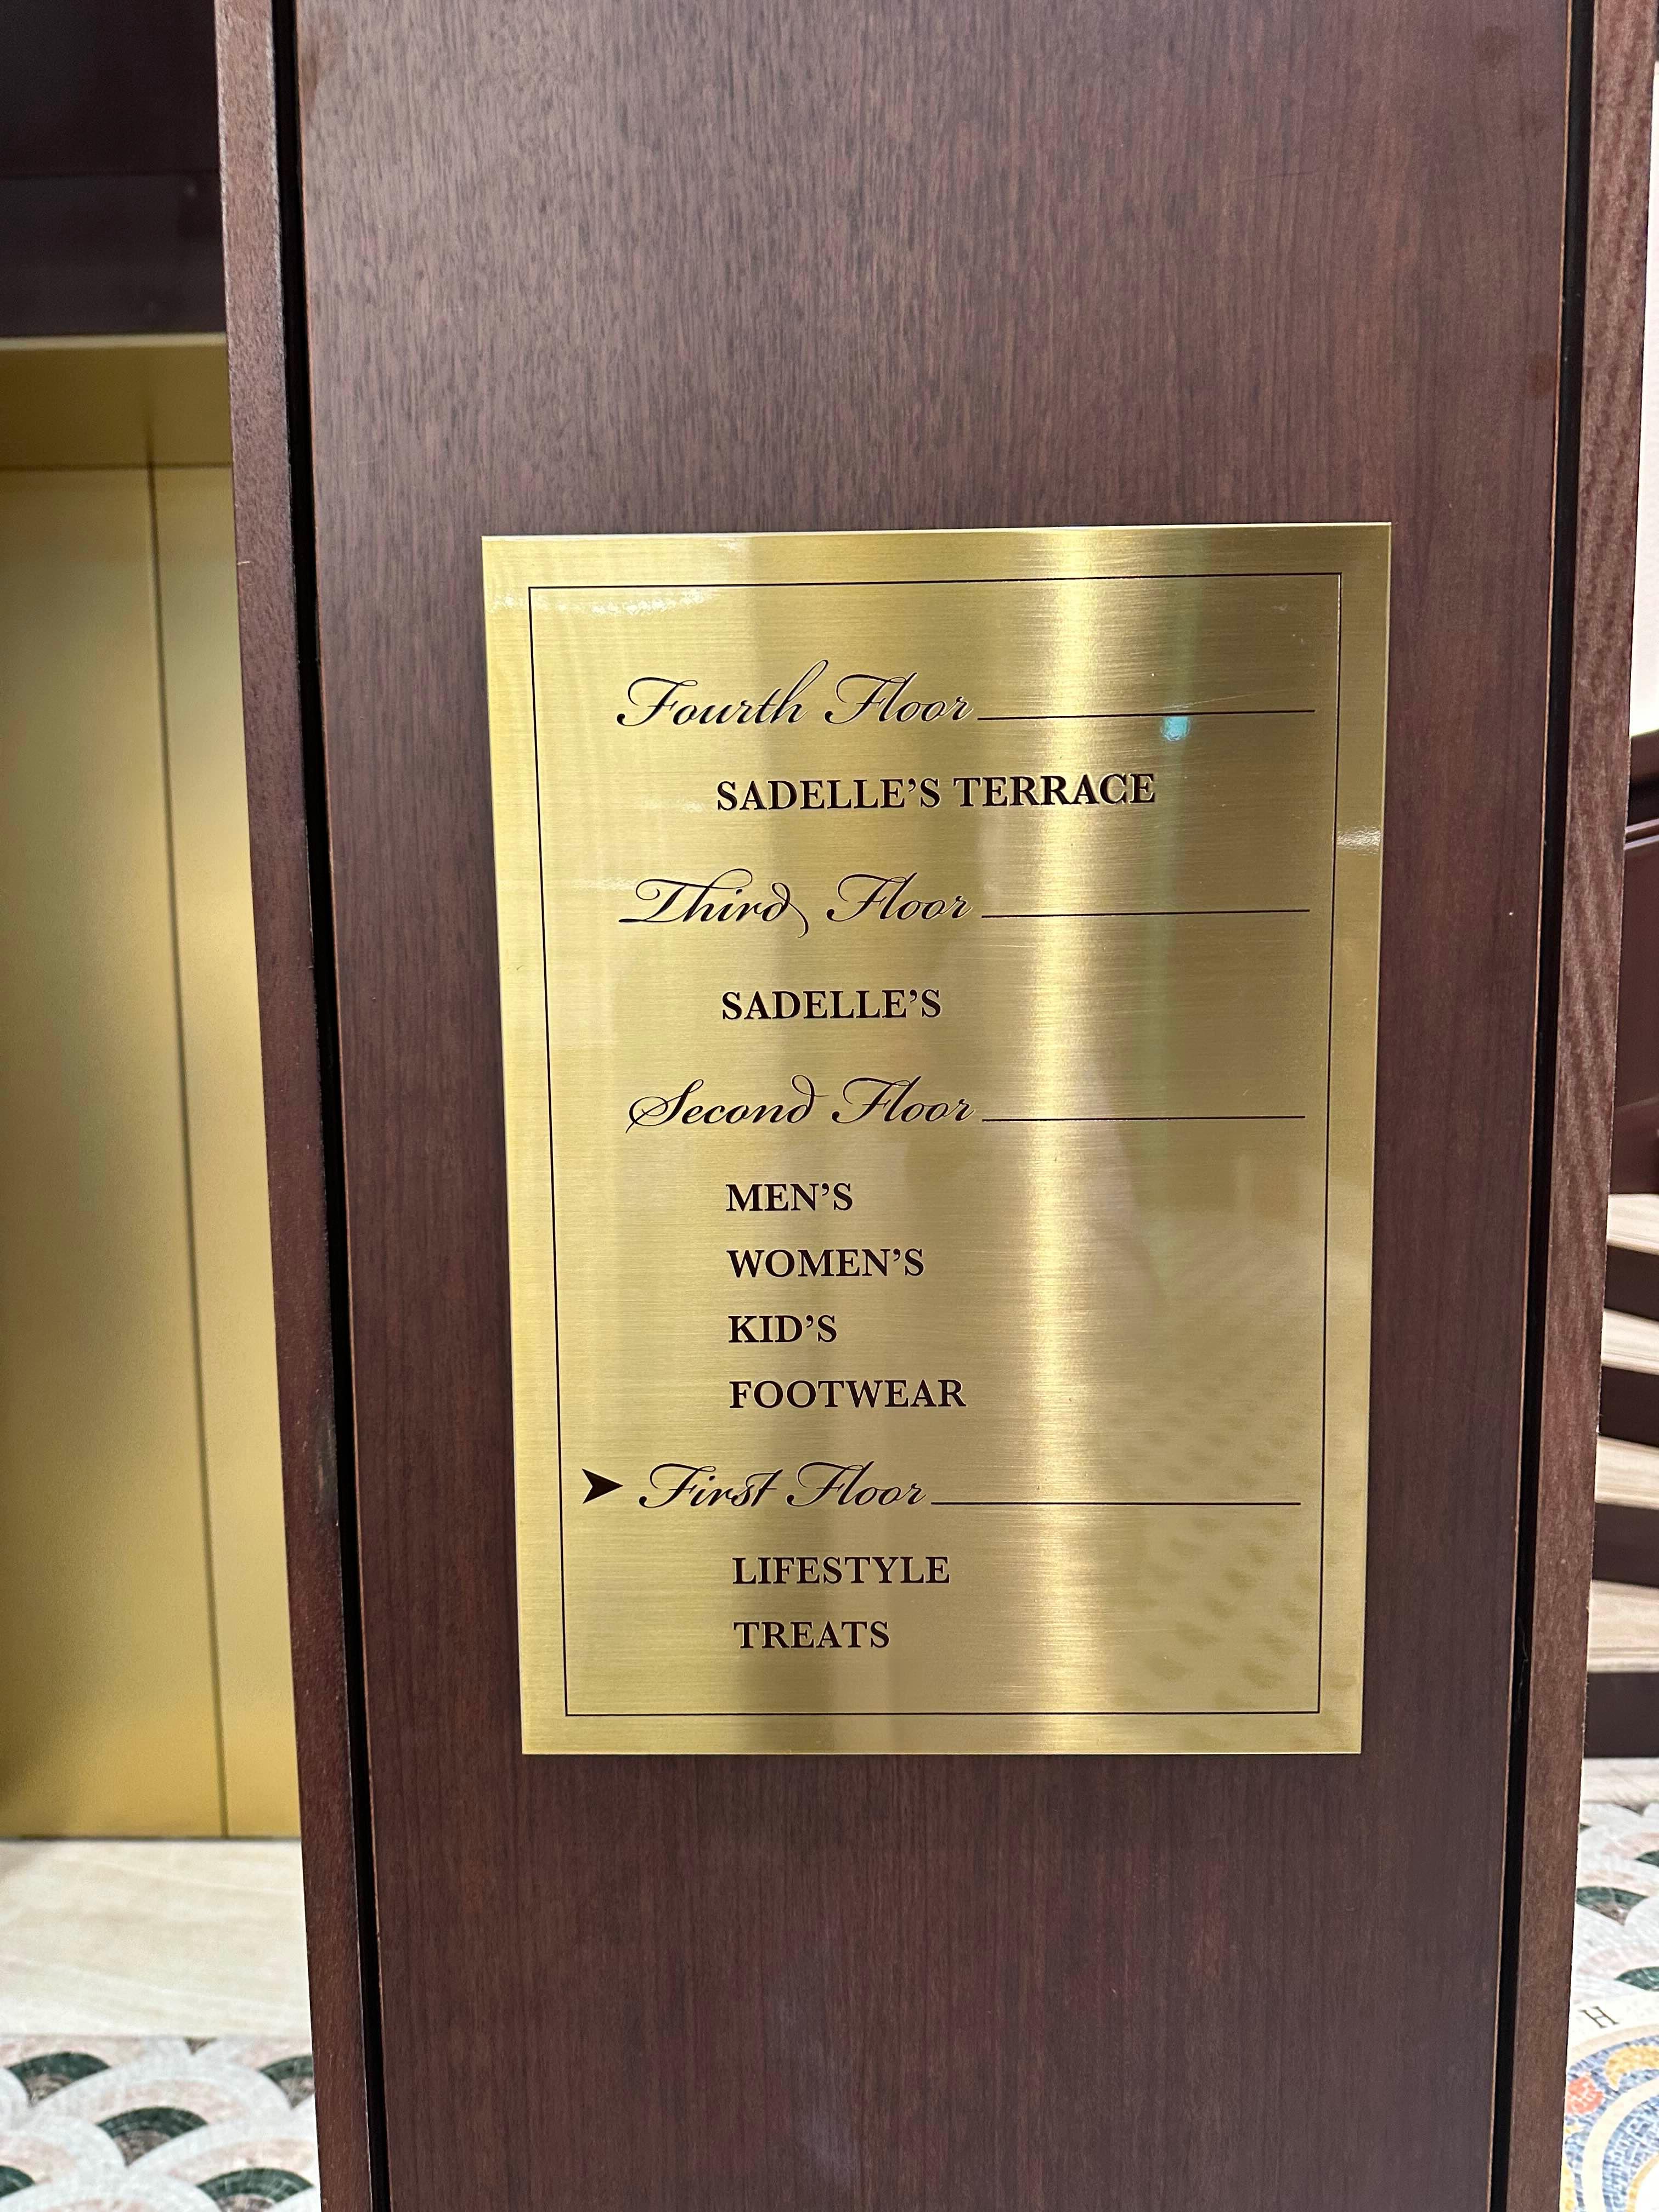 Fourth Floor
SADELLE’S TERRACE
Third Floor
SADELLE’S
Second Floor
MEN’S
WOMEN’S
KID’S
FOOTWEAR
First Floor
LIFESTYLE
TREATS
H